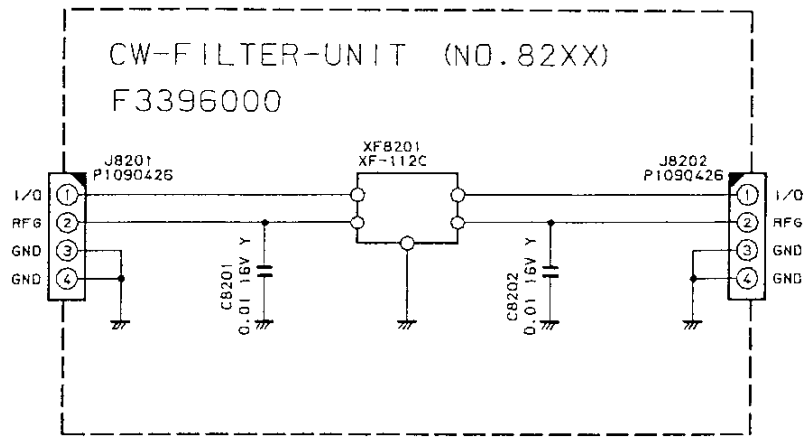 CW-FILTER-UNIT (NO.82XX)
F3396000
J8201
P1090426
XF8201
XF-112C
J8202
P1090426
I/O
1
RFG
2
GND
3
GND
4
1
I/O
2
RFG
3
GND
4
GND
C8201
0.01 16V Y
C8202
0.01 16V Y